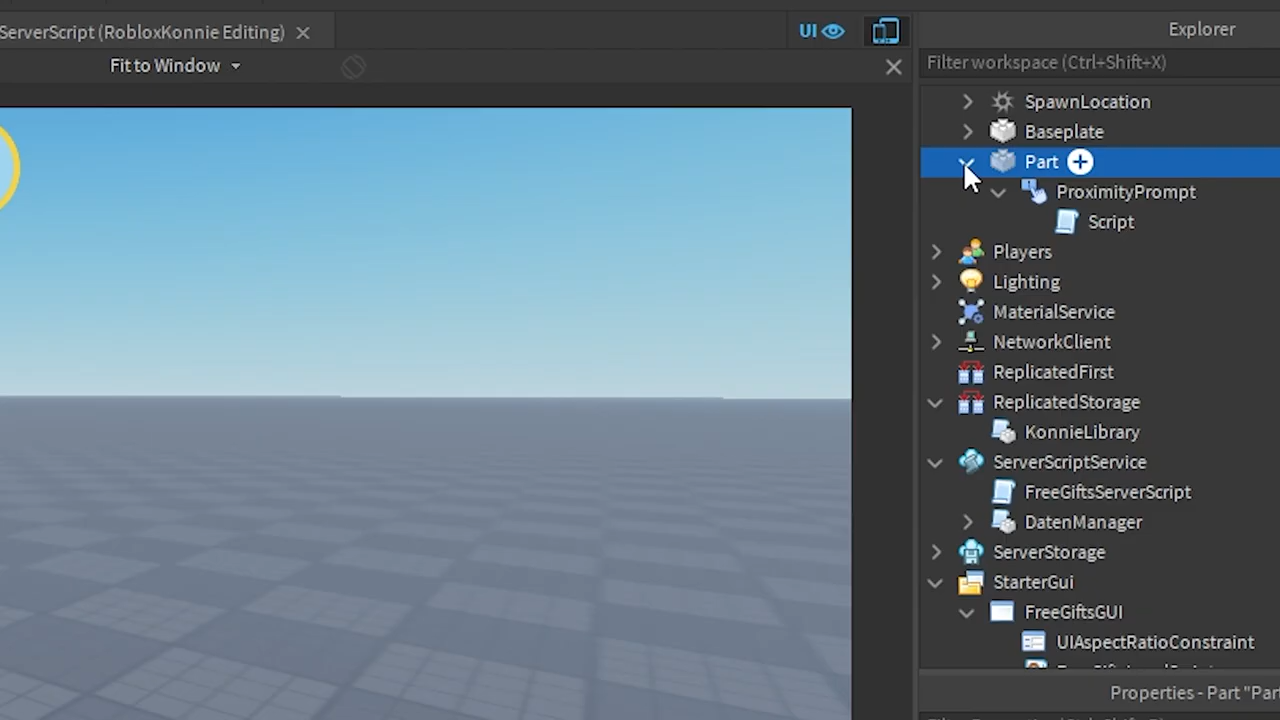 ServerScript (RobloxKonnie Editing)
UI
Explorer
Fit to Window
Filter workspace (Ctrl+Shift+X)
SpawnLocation
Baseplate
Part
ProximityPrompt
Script
Players
Lighting
MaterialService
NetworkClient
ReplicatedFirst
ReplicatedStorage
KonnieLibrary
ServerScriptService
FreeGiftsServerScript
DatenManager
ServerStorage
StarterGui
FreeGiftsGUI
UIAspectRatioConstraint
Properties - Part "Par